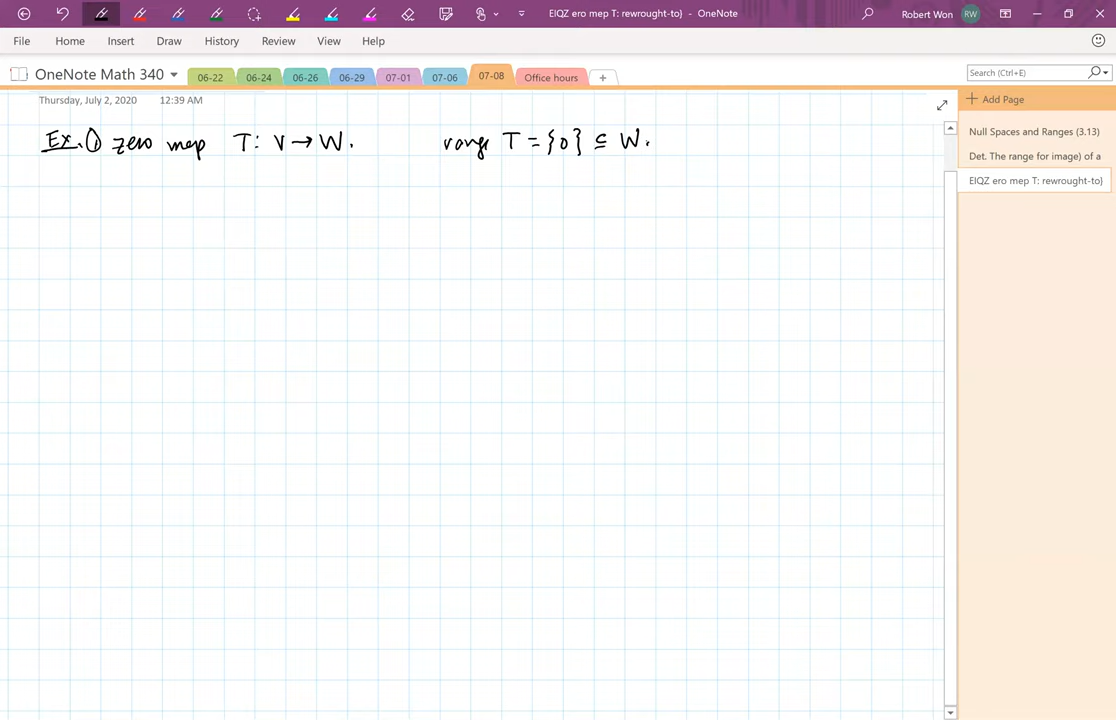 EIQZ ero mep T: rewrought-to) - OneNote
Robert Won RW
File Home Insert Draw History Review View Help
OneNote Math 340 06-22 06-24 06-26 06-29 07-01 07-06 07-08 Office hours + Search (Ctrl+E)
Thursday, July 2, 2020 12:39 AM
Ex. ① zero map T: V → W. range T = {0} ⊆ W.
Add Page
Null Spaces and Ranges (3.13)
Det. The range for image) of a
EIQZ ero mep T: rewrought-to)